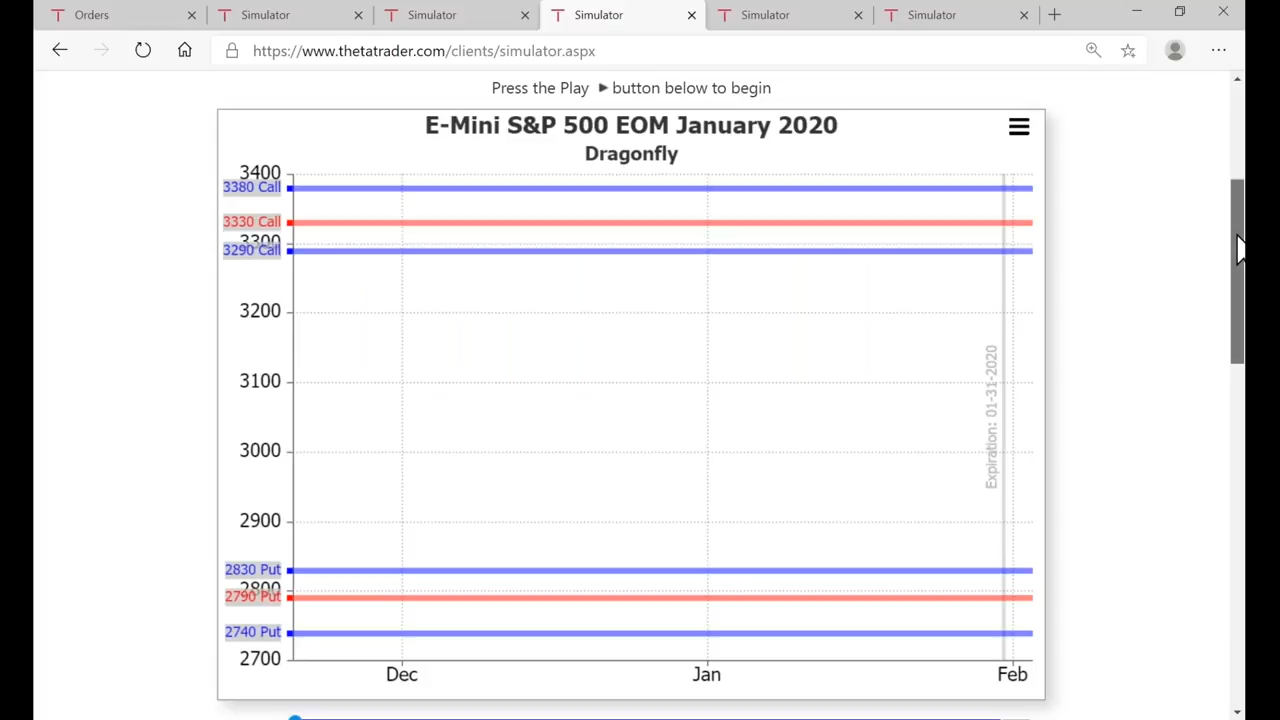 Orders
Simulator
Simulator
Simulator
Simulator
Simulator
https://www.thetatrader.com/clients/simulator.aspx
Press the Play ▶ button below to begin
E-Mini S&P 500 EOM January 2020
Dragonfly
3400
3380 Call
3330 Call
3300
3290 Call
3200
3100
3000
2900
2830 Put
2800
2790 Put
2740 Put
2700
Expiration: 01-31-2020
Dec Jan Feb